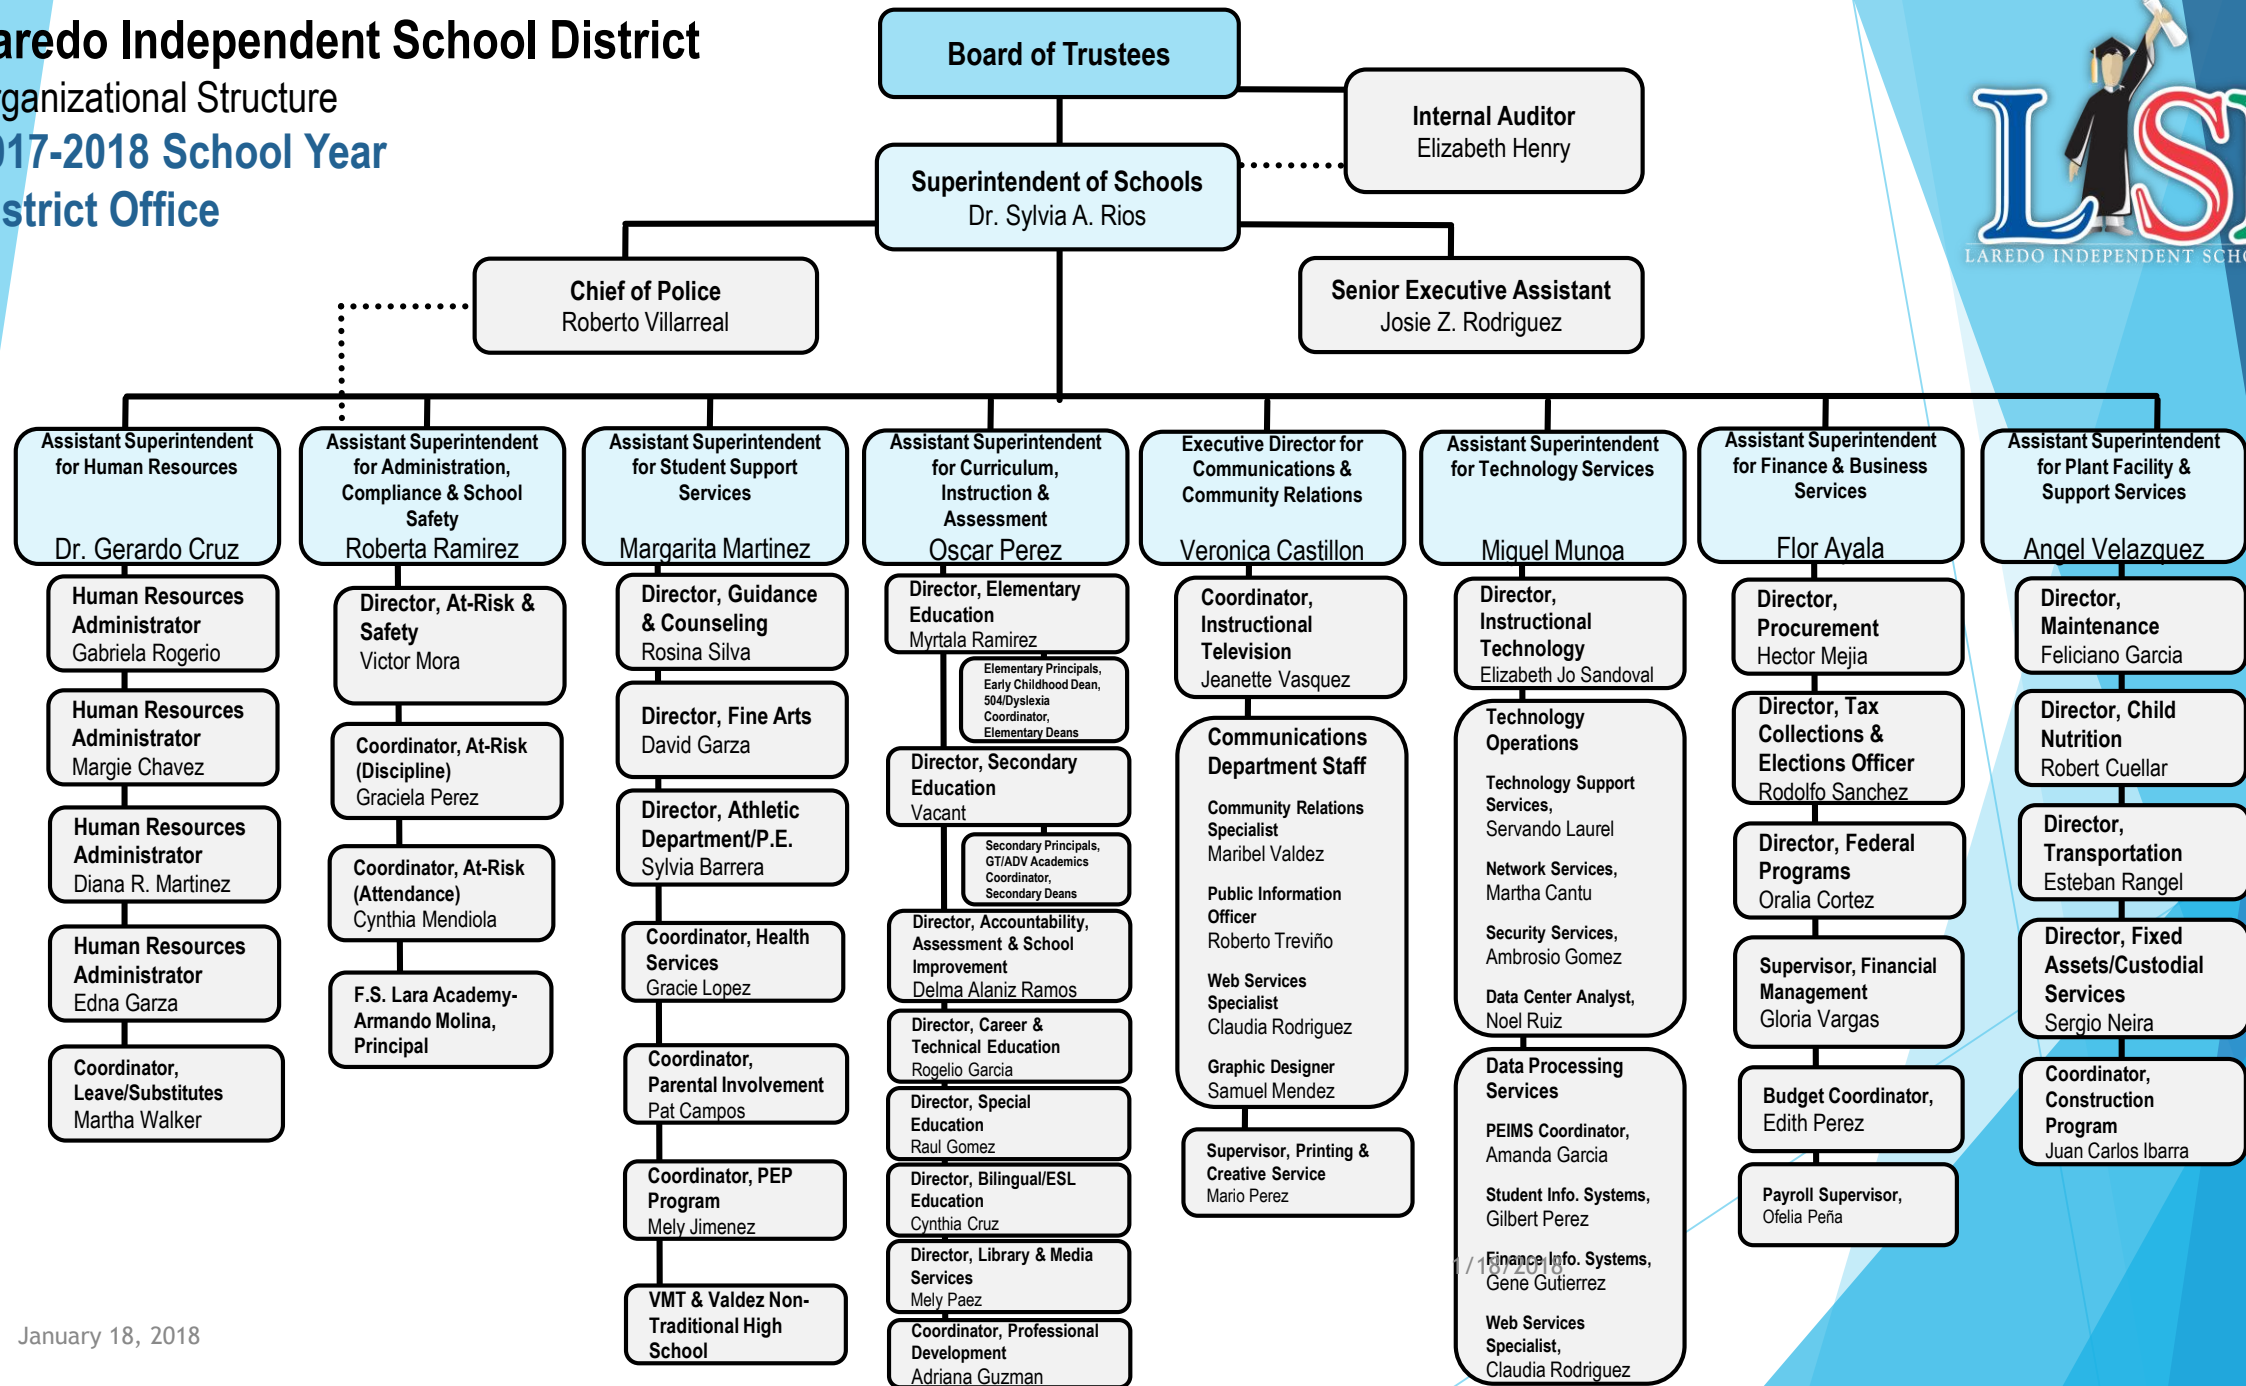 aredo Independent School District
rganizational Structure
017-2018 School Year
strict Office
Board of Trustees
Internal Auditor
Elizabeth Henry
Superintendent of Schools
Dr. Sylvia A. Rios
LIS
LAREDO INDEPENDENT SCH
Chief of Police
Roberto Villarreal
Senior Executive Assistant
Josie Z. Rodriguez
Assistant Superintendent
for Human Resources
Dr. Gerardo Cruz
Human Resources
Administrator
Gabriela Rogerio
Human Resources
Administrator
Margie Chavez
Human Resources
Administrator
Diana R. Martinez
Human Resources
Administrator
Edna Garza
Coordinator,
Leave/Substitutes
Martha Walker
Assistant Superintendent
for Administration,
Compliance & School
Safety
Roberta Ramirez
Director, At-Risk &
Safety
Victor Mora
Coordinator, At-Risk
(Discipline)
Graciela Perez
Coordinator, At-Risk
(Attendance)
Cynthia Mendiola
F.S. Lara Academy-
Armando Molina,
Principal
Assistant Superintendent
for Student Support
Services
Margarita Martinez
Director, Guidance
& Counseling
Rosina Silva
Director, Fine Arts
David Garza
Director, Athletic
Department/P.E.
Sylvia Barrera
Coordinator, Health
Services
Gracie Lopez
Coordinator,
Parental Involvement
Pat Campos
Coordinator, PEP
Program
Mely Jimenez
VMT & Valdez Non-
Traditional High
School
Assistant Superintendent
for Curriculum,
Instruction &
Assessment
Oscar Perez
Director, Elementary
Education
Myrtala Ramirez
Elementary Principals,
Early Childhood Dean,
504/Dyslexia
Coordinator,
Elementary Deans
Director, Secondary
Education
Vacant
Secondary Principals,
GT/ADV Academics
Coordinator,
Secondary Deans
Director, Accountability,
Assessment & School
Improvement
Delma Alaniz Ramos
Director, Career &
Technical Education
Rogelio Garcia
Director, Special
Education
Raul Gomez
Director, Bilingual/ESL
Education
Cynthia Cruz
Director, Library & Media
Services
Mely Paez
Coordinator, Professional
Development
Adriana Guzman
Executive Director for
Communications &
Community Relations
Veronica Castillon
Coordinator,
Instructional
Television
Jeanette Vasquez
Communications
Department Staff
Community Relations
Specialist
Maribel Valdez
Public Information
Officer
Roberto Treviño
Web Services
Specialist
Claudia Rodriguez
Graphic Designer
Samuel Mendez
Supervisor, Printing &
Creative Service
Mario Perez
Assistant Superintendent
for Technology Services
Miguel Munoa
Director,
Instructional
Technology
Elizabeth Jo Sandoval
Technology
Operations
Technology Support
Services,
Servando Laurel
Network Services,
Martha Cantu
Security Services,
Ambrosio Gomez
Data Center Analyst,
Noel Ruiz
Data Processing
Services
PEIMS Coordinator,
Amanda Garcia
Student Info. Systems,
Gilbert Perez
Finance Info. Systems,
Gene Gutierrez
Web Services
Specialist,
Claudia Rodriguez
Assistant Superintendent
for Finance & Business
Services
Flor Ayala
Director,
Procurement
Hector Mejia
Director, Tax
Collections &
Elections Officer
Rodolfo Sanchez
Director, Federal
Programs
Oralia Cortez
Supervisor, Financial
Management
Gloria Vargas
Budget Coordinator,
Edith Perez
Payroll Supervisor,
Ofelia Peña
Assistant Superintendent
for Plant Facility &
Support Services
Angel Velazquez
Director,
Maintenance
Feliciano Garcia
Director, Child
Nutrition
Robert Cuellar
Director,
Transportation
Esteban Rangel
Director, Fixed
Assets/Custodial
Services
Sergio Neira
Coordinator,
Construction
Program
Juan Carlos Ibarra
1/18/2018
January 18, 2018